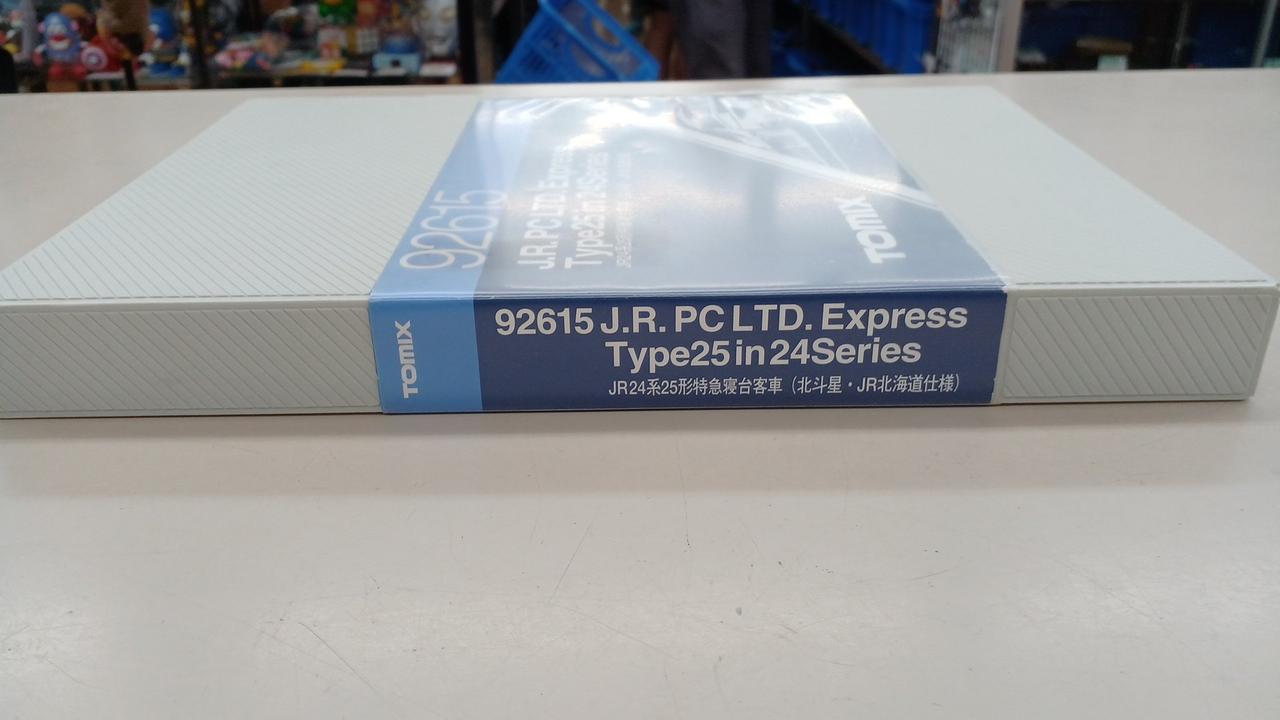 92615
J.R. PC LTD. Express
Type25 in 24Series
TOMIX
TOMIX
92615 J.R. PC LTD. Express
Type25 in 24Series
JR24系25形特急寝台客車（北斗星・JR北海道仕様）